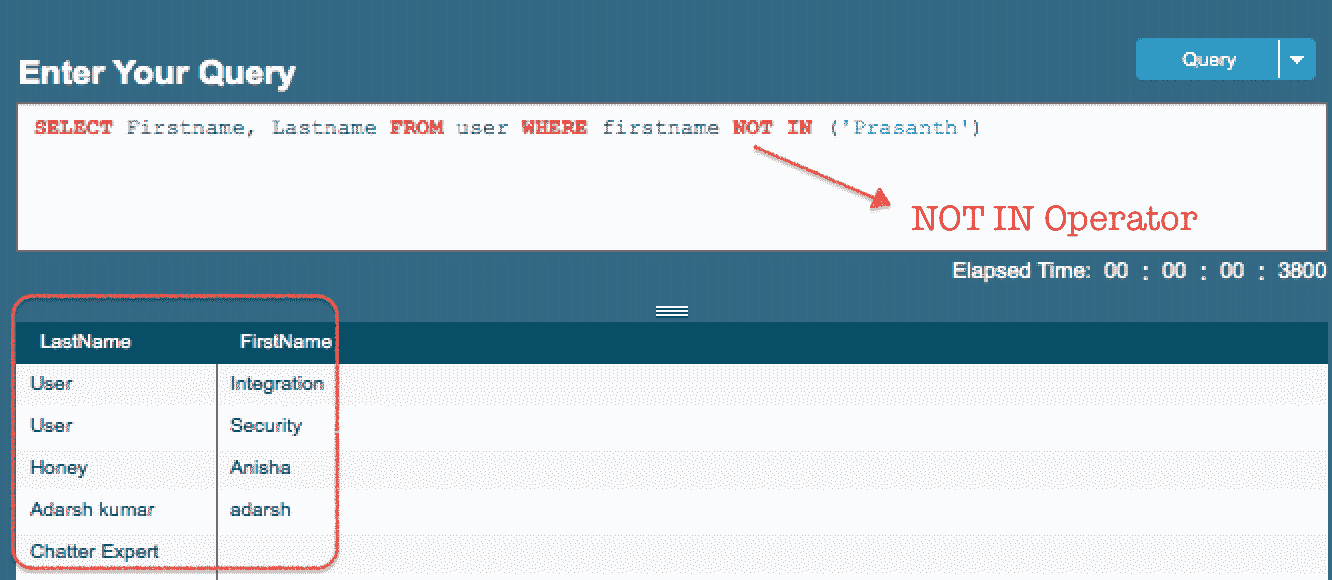 Enter Your Query
Query
SELECT Firstname, Lastname FROM user WHERE firstname NOT IN ('Prasanth')
NOT IN Operator
Elapsed Time: 00 : 00 : 00 : 3800
LastName FirstName
User Integration
User Security
Honey Anisha
Adarsh kumar adarsh
Chatter Expert